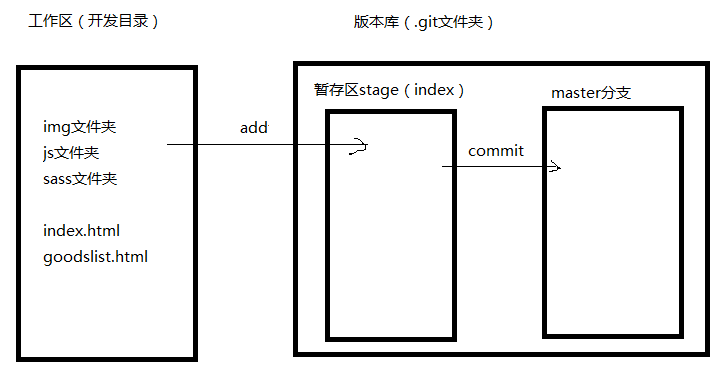 工作区（开发目录）
版本库（.git文件夹）
暂存区stage（index）
master分支
img文件夹
js文件夹
sass文件夹
add
commit
index.html
goodslist.html